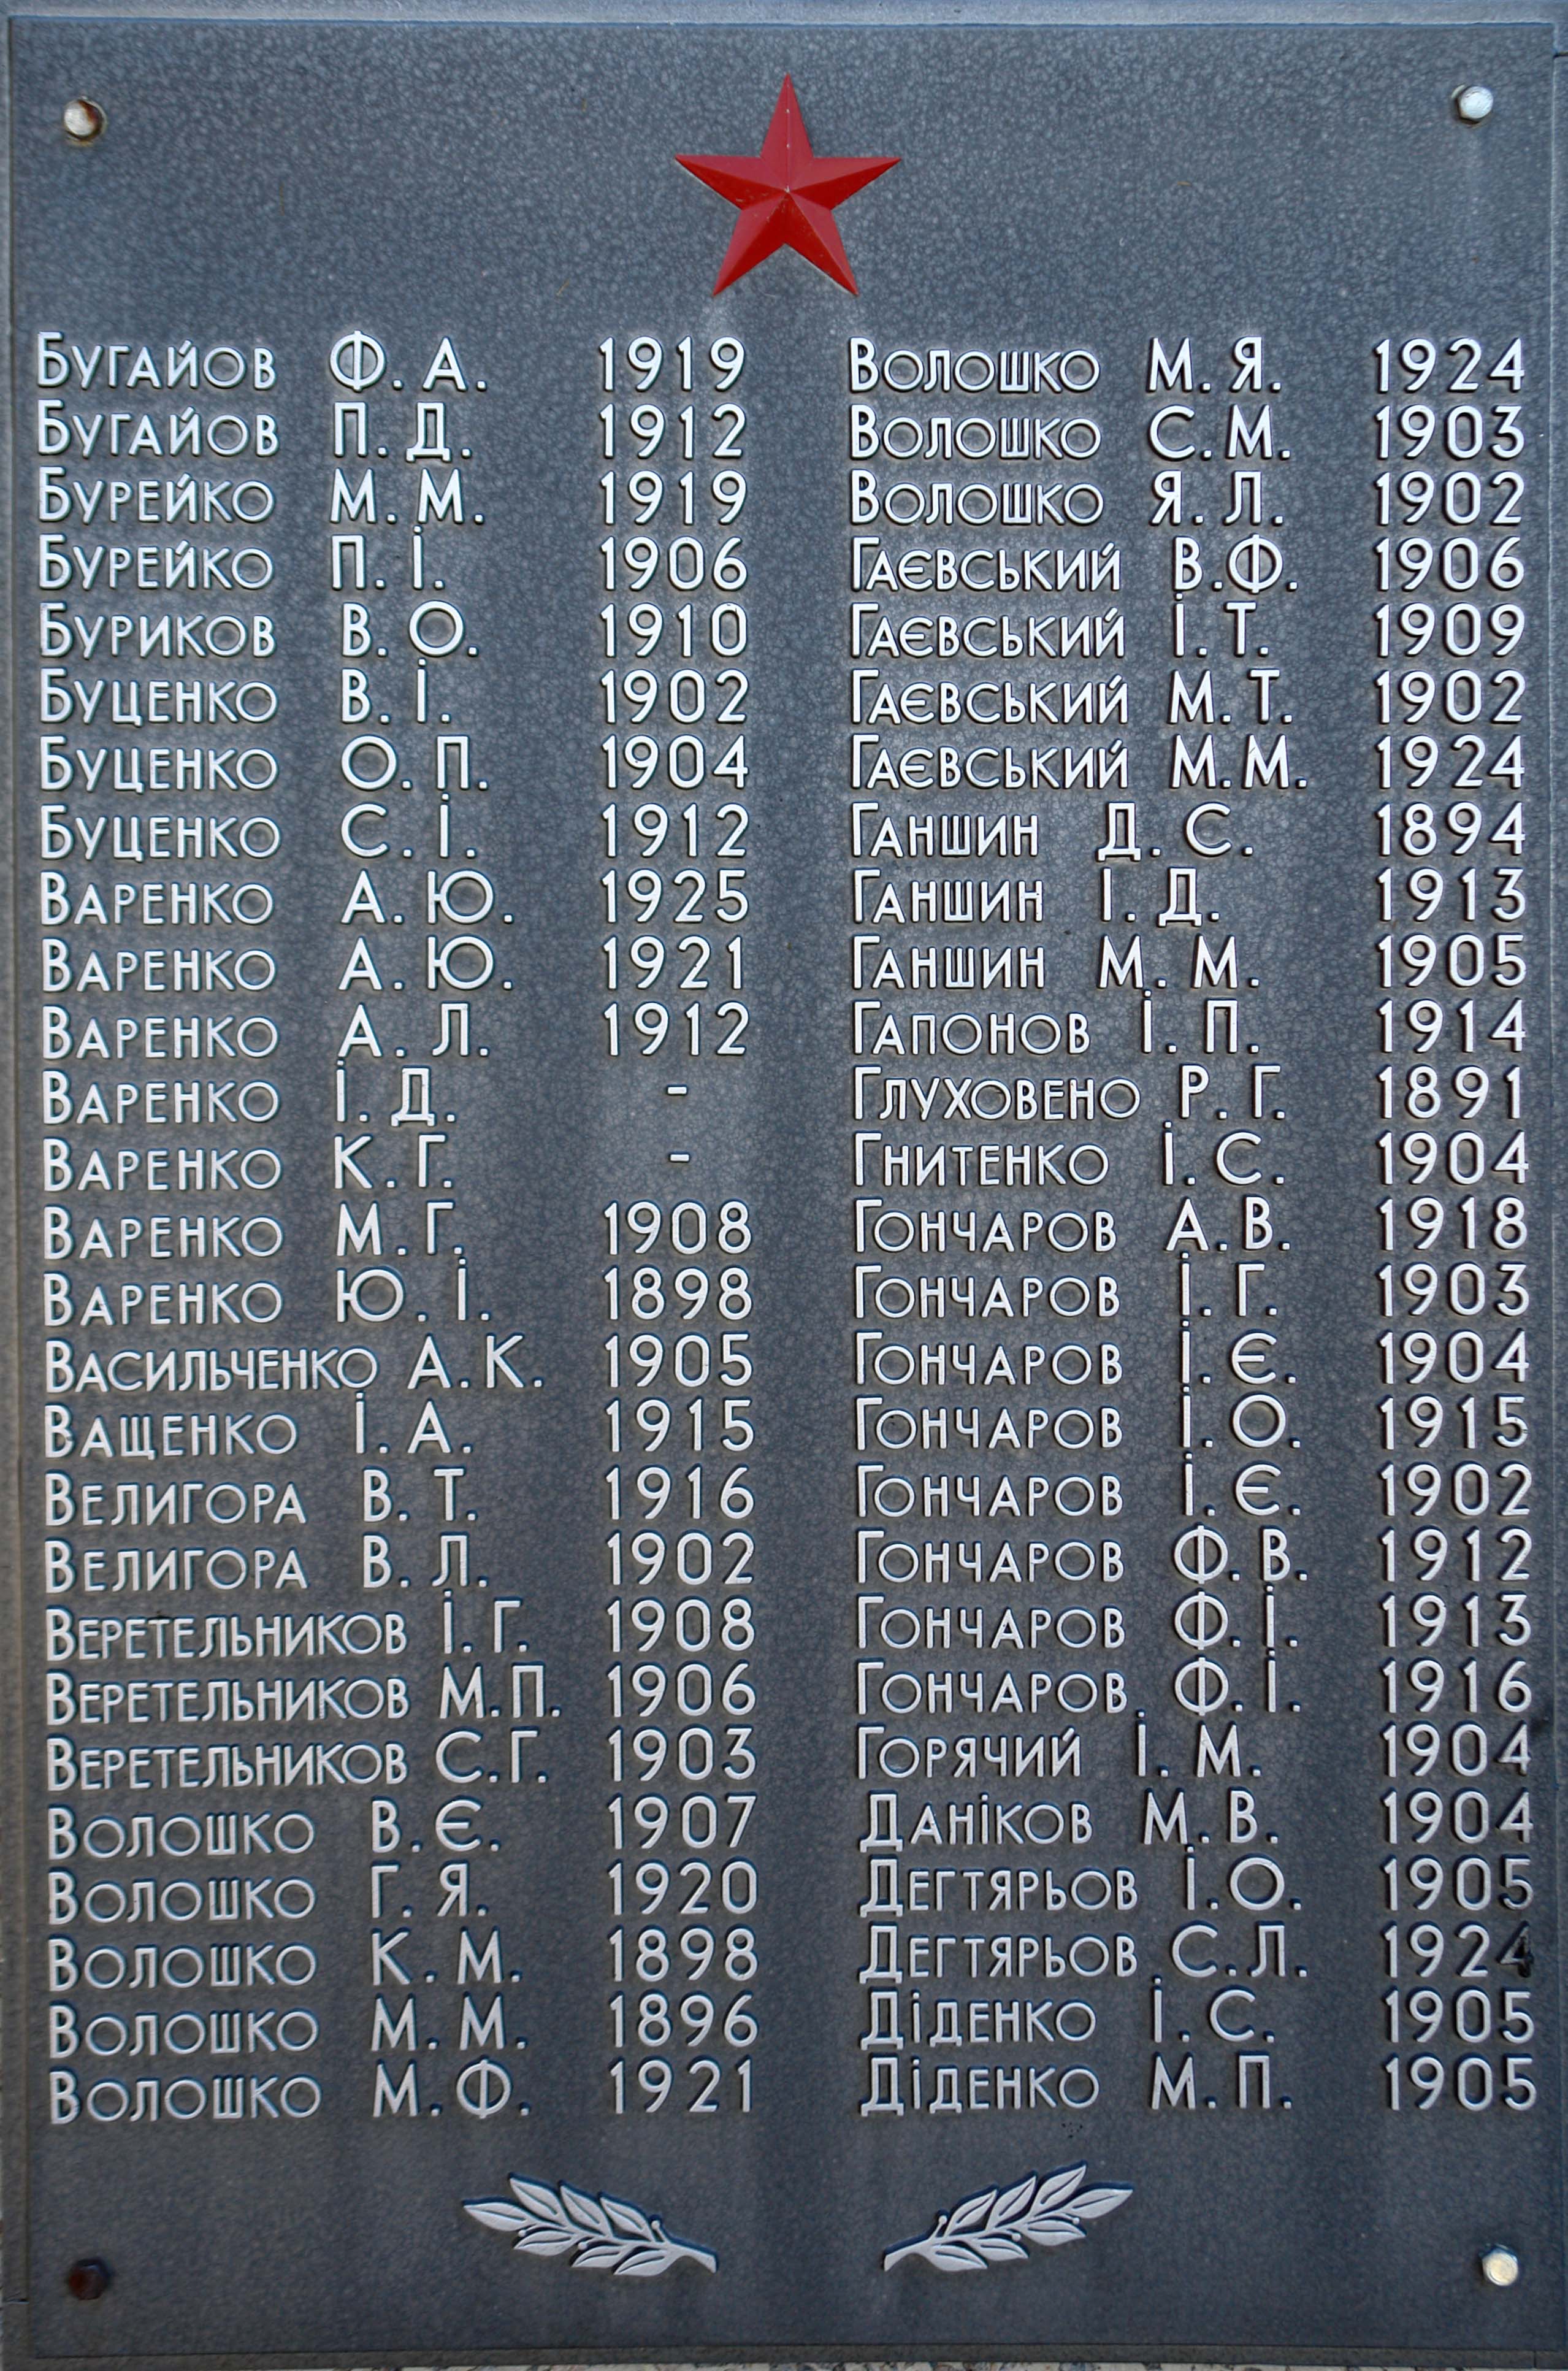 Бугайов Ф. А. 1919
Бугайов П. Д. 1912
Бурейко М. М. 1919
Бурейко П. І. 1906
Буриков В. О. 1910
Буценко В. І. 1902
Буценко О. П. 1904
Буценко С. І. 1912
Варенко А. Ю. 1925
Варенко А. Ю. 1921
Варенко А. Л. 1912
Варенко І. Д. -
Варенко К. Г. -
Варенко М. Г. 1908
Варенко Ю. І. 1898
Васильченко А. К. 1905
Ващенко І. А. 1915
Велигора В. Т. 1916
Велигора В. Л. 1902
Веретельников І. Г. 1908
Веретельников М. П. 1906
Веретельников С. Г. 1903
Волошко В. Є. 1907
Волошко Г. Я. 1920
Волошко К. М. 1898
Волошко М. М. 1896
Волошко М. Ф. 1921
Волошко М. Я. 1924
Волошко С. М. 1903
Волошко Я. Л. 1902
Гаєвський В. Ф. 1906
Гаєвський І. Т. 1909
Гаєвський М. Т. 1902
Гаєвський М. М. 1924
Ганшин Д. С. 1894
Ганшин І. Д. 1913
Ганшин М. М. 1905
Гапонов І. П. 1914
Глуховено Р. Г. 1891
Гнитенко І. С. 1904
Гончаров А. В. 1918
Гончаров І. Г. 1903
Гончаров І. Є. 1904
Гончаров І. О. 1915
Гончаров І. Є. 1902
Гончаров Ф. В. 1912
Гончаров Ф. І. 1913
Гончаров Ф. І. 1916
Горячий І. М. 1904
Даніков М. В. 1904
Дегтярьов І. О. 1905
Дегтярьов С. Л. 1924
Діденко І. С. 1905
Діденко М. П. 1905